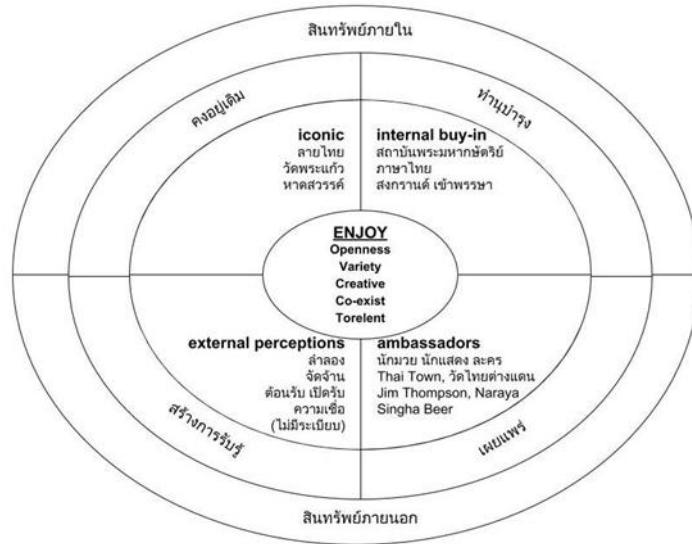 สินทรัพย์ภายใน
คงอยู่เดิม
ทำนุบำรุง
iconic
ลายไทย
วัดพระแก้ว
หาดสวรรค์
internal buy-in
สถาบันพระมหากษัตริย์
ภาษาไทย
สงกรานต์ เข้าพรรษา
ENJOY
Openness
Variety
Creative
Co-exist
Torelent
external perceptions
ลำลอง
จัดจ้าน
ต้อนรับ เปิดรับ
ความเชื่อ
(ไม่มีระเบียบ)
ambassadors
นักมวย นักแสดง ละคร
Thai Town, วัดไทยต่างแดน
Jim Thompson, Naraya
Singha Beer
สร้างการรับรู้
เผยแพร่
สินทรัพย์ภายนอก